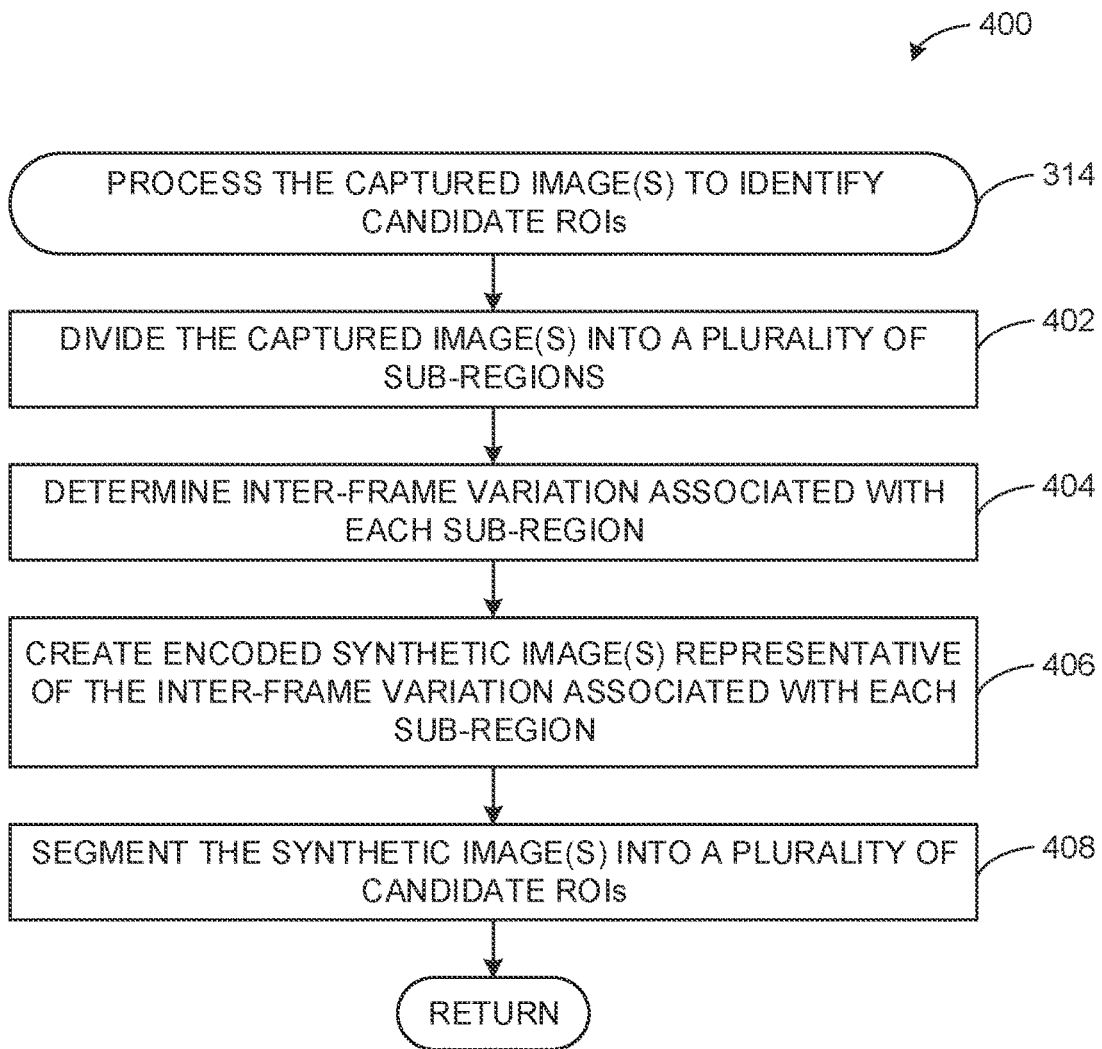 400
PROCESS THE CAPTURED IMAGE(S) TO IDENTIFY
CANDIDATE ROIs
314
DIVIDE THE CAPTURED IMAGE(S) INTO A PLURALITY OF
SUB-REGIONS
402
DETERMINE INTER-FRAME VARIATION ASSOCIATED WITH
EACH SUB-REGION
404
CREATE ENCODED SYNTHETIC IMAGE(S) REPRESENTATIVE
OF THE INTER-FRAME VARIATION ASSOCIATED WITH EACH
SUB-REGION
406
SEGMENT THE SYNTHETIC IMAGE(S) INTO A PLURALITY OF
CANDIDATE ROIs
408
RETURN